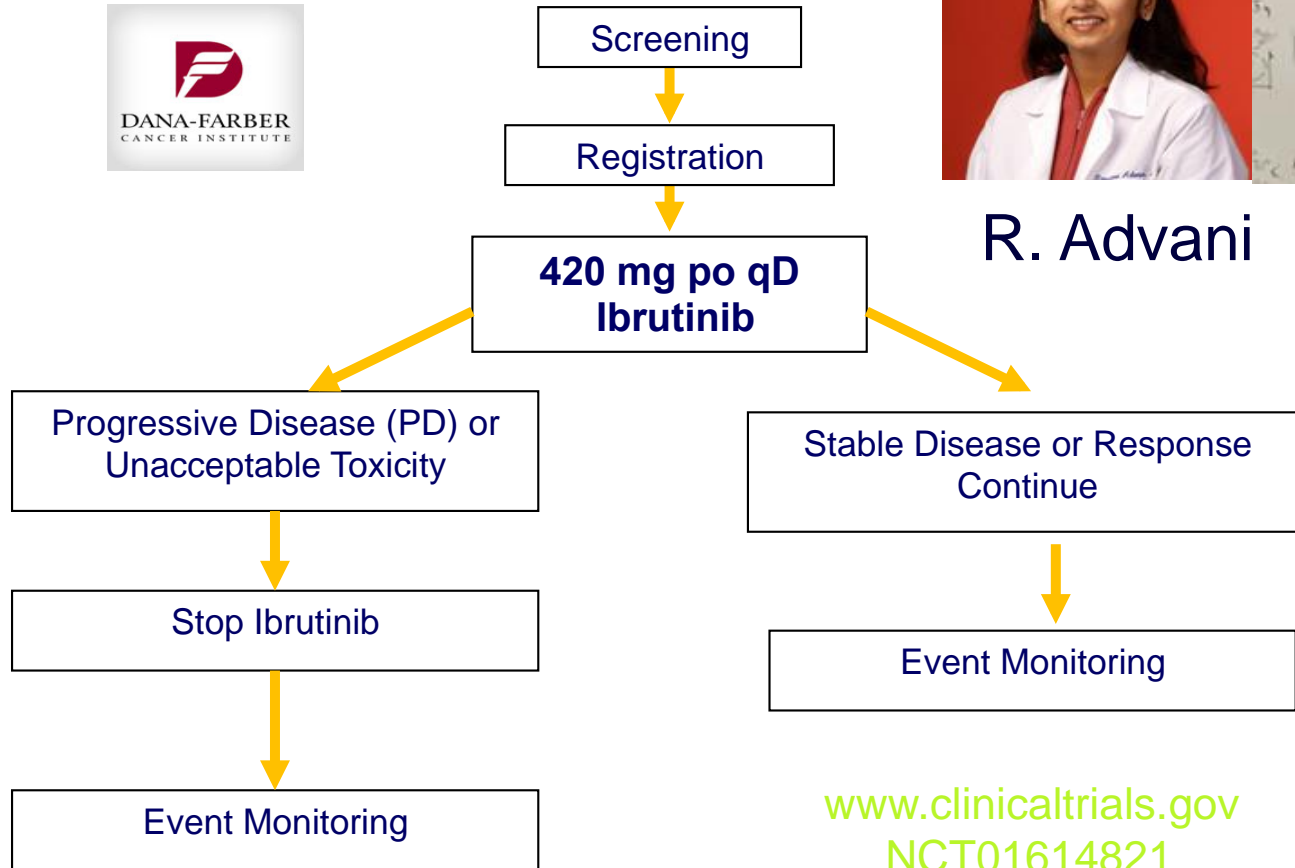 DANA-FARBER
CANCER INSTITUTE
Screening
Registration
R. Advani
420 mg po qD
Ibrutinib
Progressive Disease (PD) or
Unacceptable Toxicity
Stable Disease or Response
Continue
Stop Ibrutinib
Event Monitoring
Event Monitoring
www.clinicaltrials.gov
NCT01614821